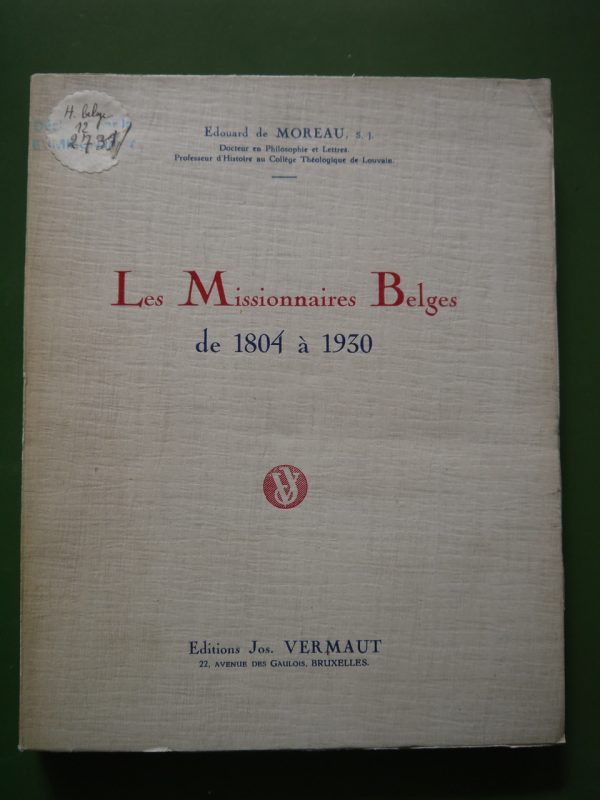 H. Belge
12
2731
Edouard de MOREAU, S. J.
Docteur en Philosophie et Lettres.
Professeur d'Histoire au Collège Théologique de Louvain.
Les Missionnaires Belges
de 1804 à 1930
Editions Jos. VERMAUT
22, AVENUE DES GAULOIS, BRUXELLES.